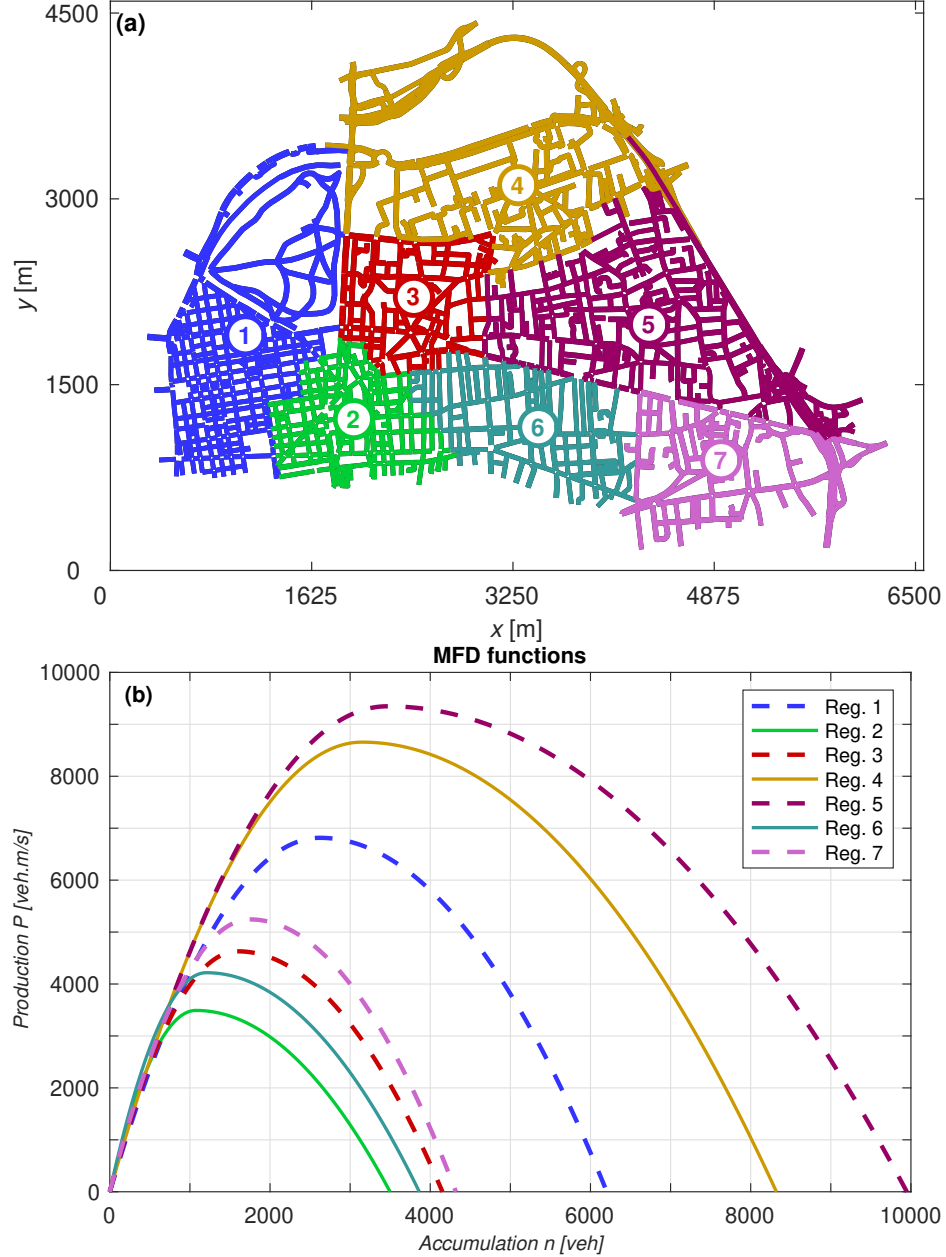 (a)
4500
3000
1500
0
y [m]
1
2
3
4
5
6
7
0 1625 3250 4875 6500
x [m]
MFD functions
(b)
10000
8000
6000
4000
2000
0
Production P [veh.m/s]
Reg. 1
Reg. 2
Reg. 3
Reg. 4
Reg. 5
Reg. 6
Reg. 7
0 2000 4000 6000 8000 10000
Accumulation n [veh]